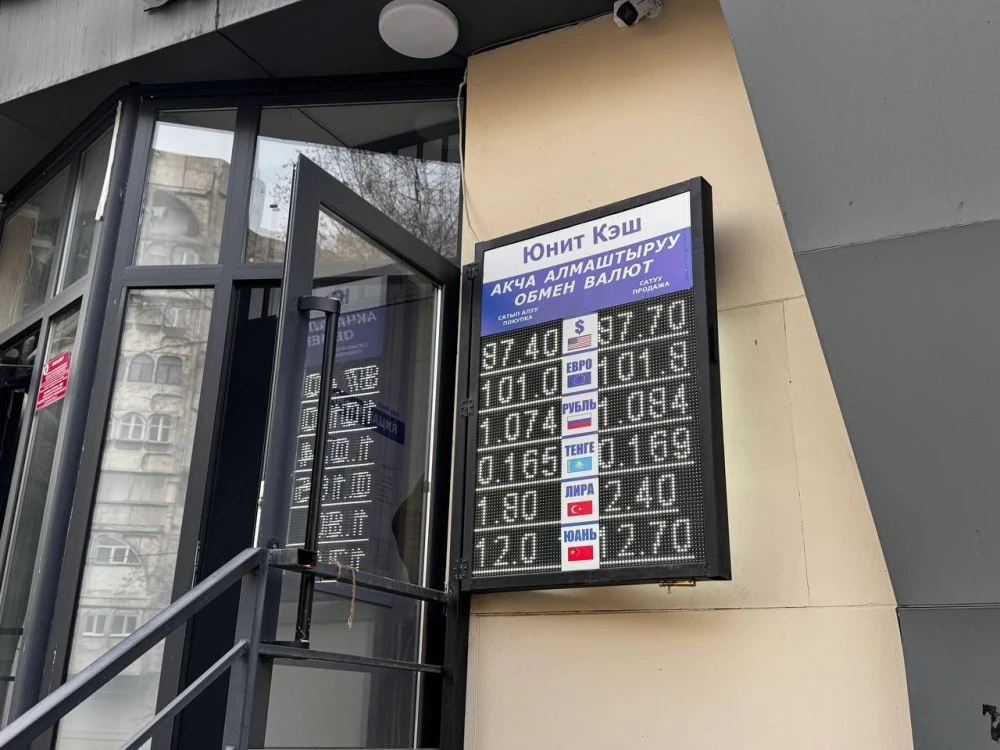 Юнит Кэш
АКЧА АЛМАШТЫРУУ
ОБМЕН ВАЛЮТ
САТЫП АЛУУ САТУУ
ПОКУПКА ПРОДАЖА
87.40 $ 87.70
101.0 ЕВРО 101.8
1.074 РУБЛЬ 1.084
0.165 ТЕНГЕ 0.169
1.80 ЛИРА 2.40
12.0 ЮАНЬ 12.70